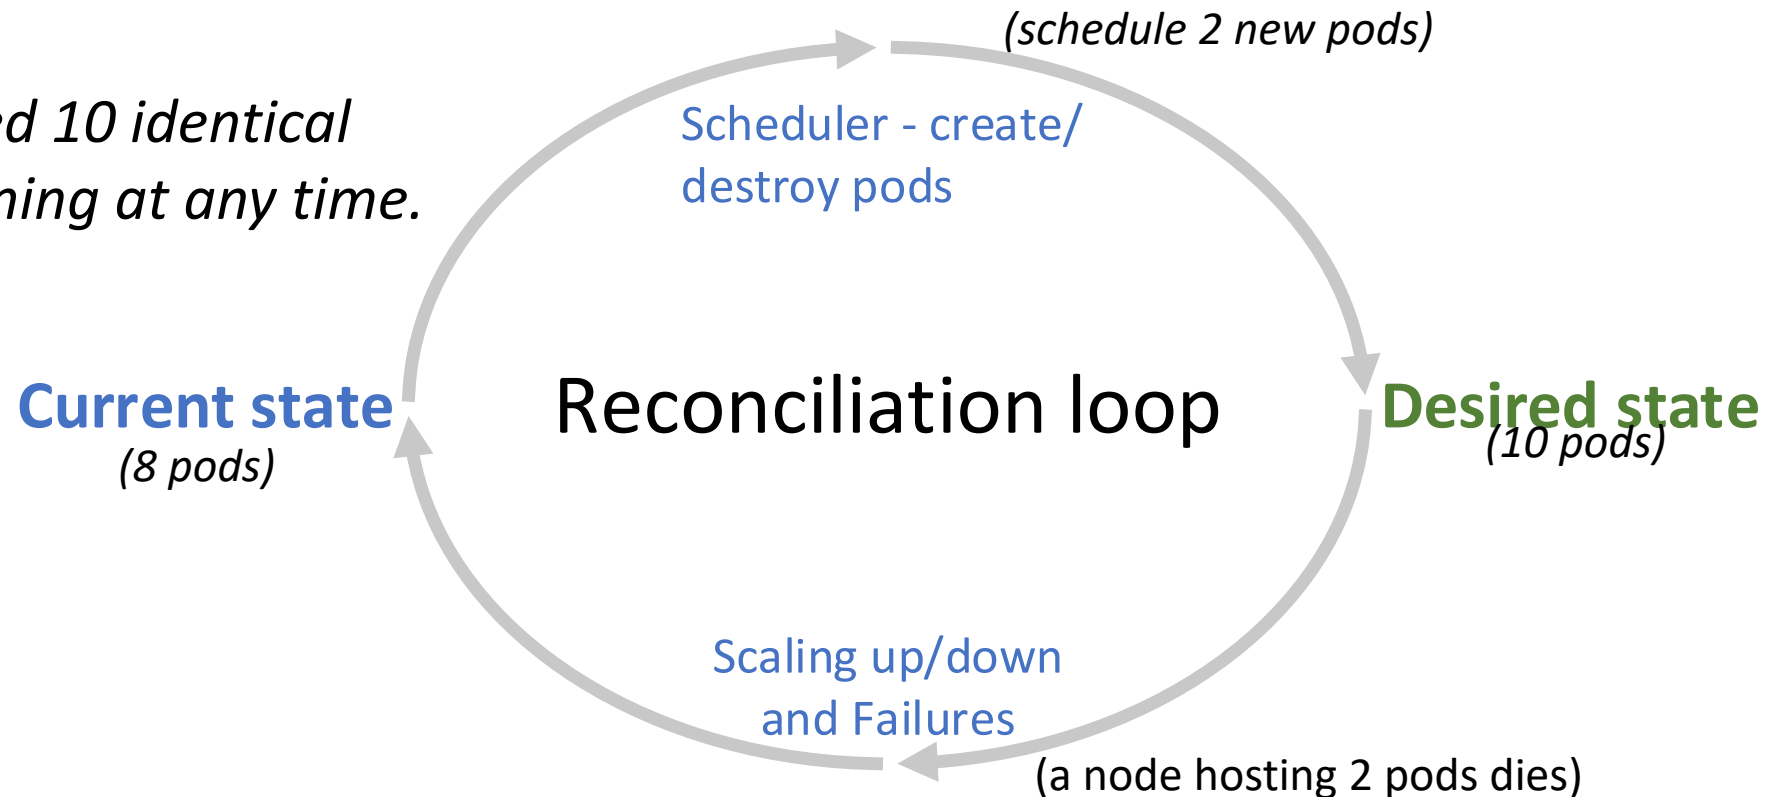 (schedule 2 new pods)
10 identical
at any time.
Scheduler - create/
destroy pods
Current state
(8 pods)
Reconciliation loop
Desired state
(10 pods)
Scaling up/down
and Failures
(a node hosting 2 pods dies)